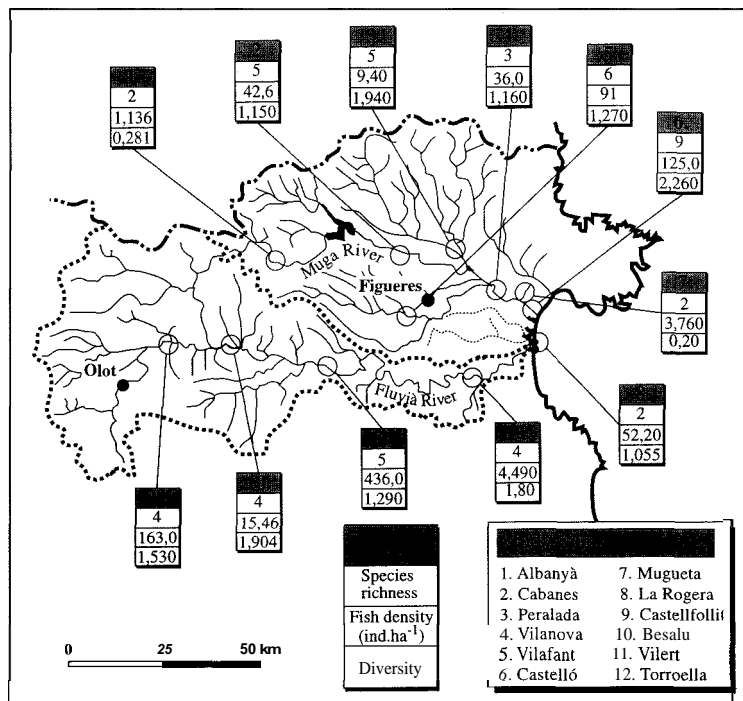 2
1,136
0,281
5
42,6
1,150
5
9,40
1,940
3
36,0
1,160
6
91
1,270
9
125,0
2,260
Muga River
Figueres
2
3,760
0,20
Olot
Fluvià River
2
52,20
1,055
4
163,0
1,530
4
15,46
1,904
5
436,0
1,290
4
4,490
1,80
Species
richness
Fish density
(ind.ha⁻¹)
Diversity
0 25 50 km
1. Albanyà
2. Cabanes
3. Peralada
4. Vilanova
5. Vilafant
6. Castelló
7. Mugueta
8. La Rogera
9. Castellfollit
10. Besalu
11. Vilert
12. Torroella